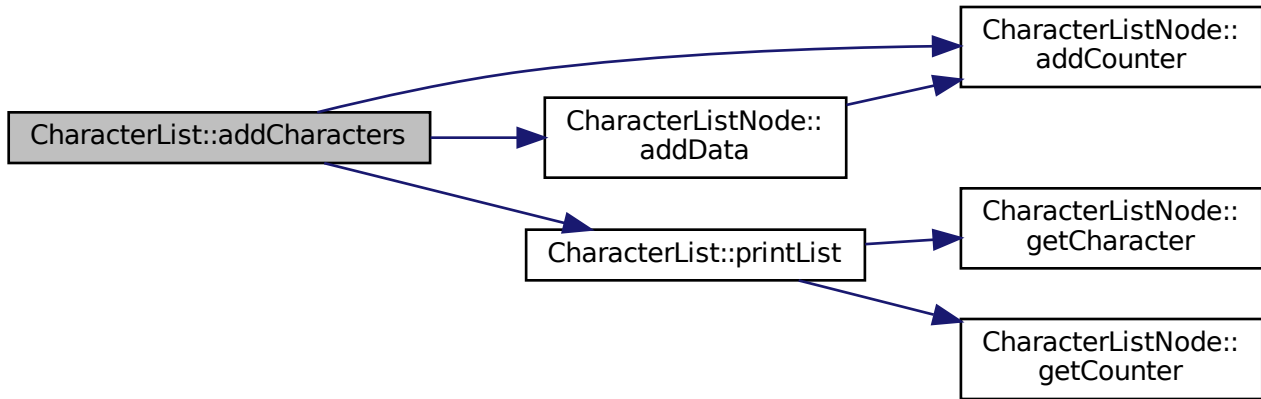 CharacterList::addCharacters
CharacterListNode::
addData
CharacterList::printList
CharacterListNode::
addCounter
CharacterListNode::
getCharacter
CharacterListNode::
getCounter